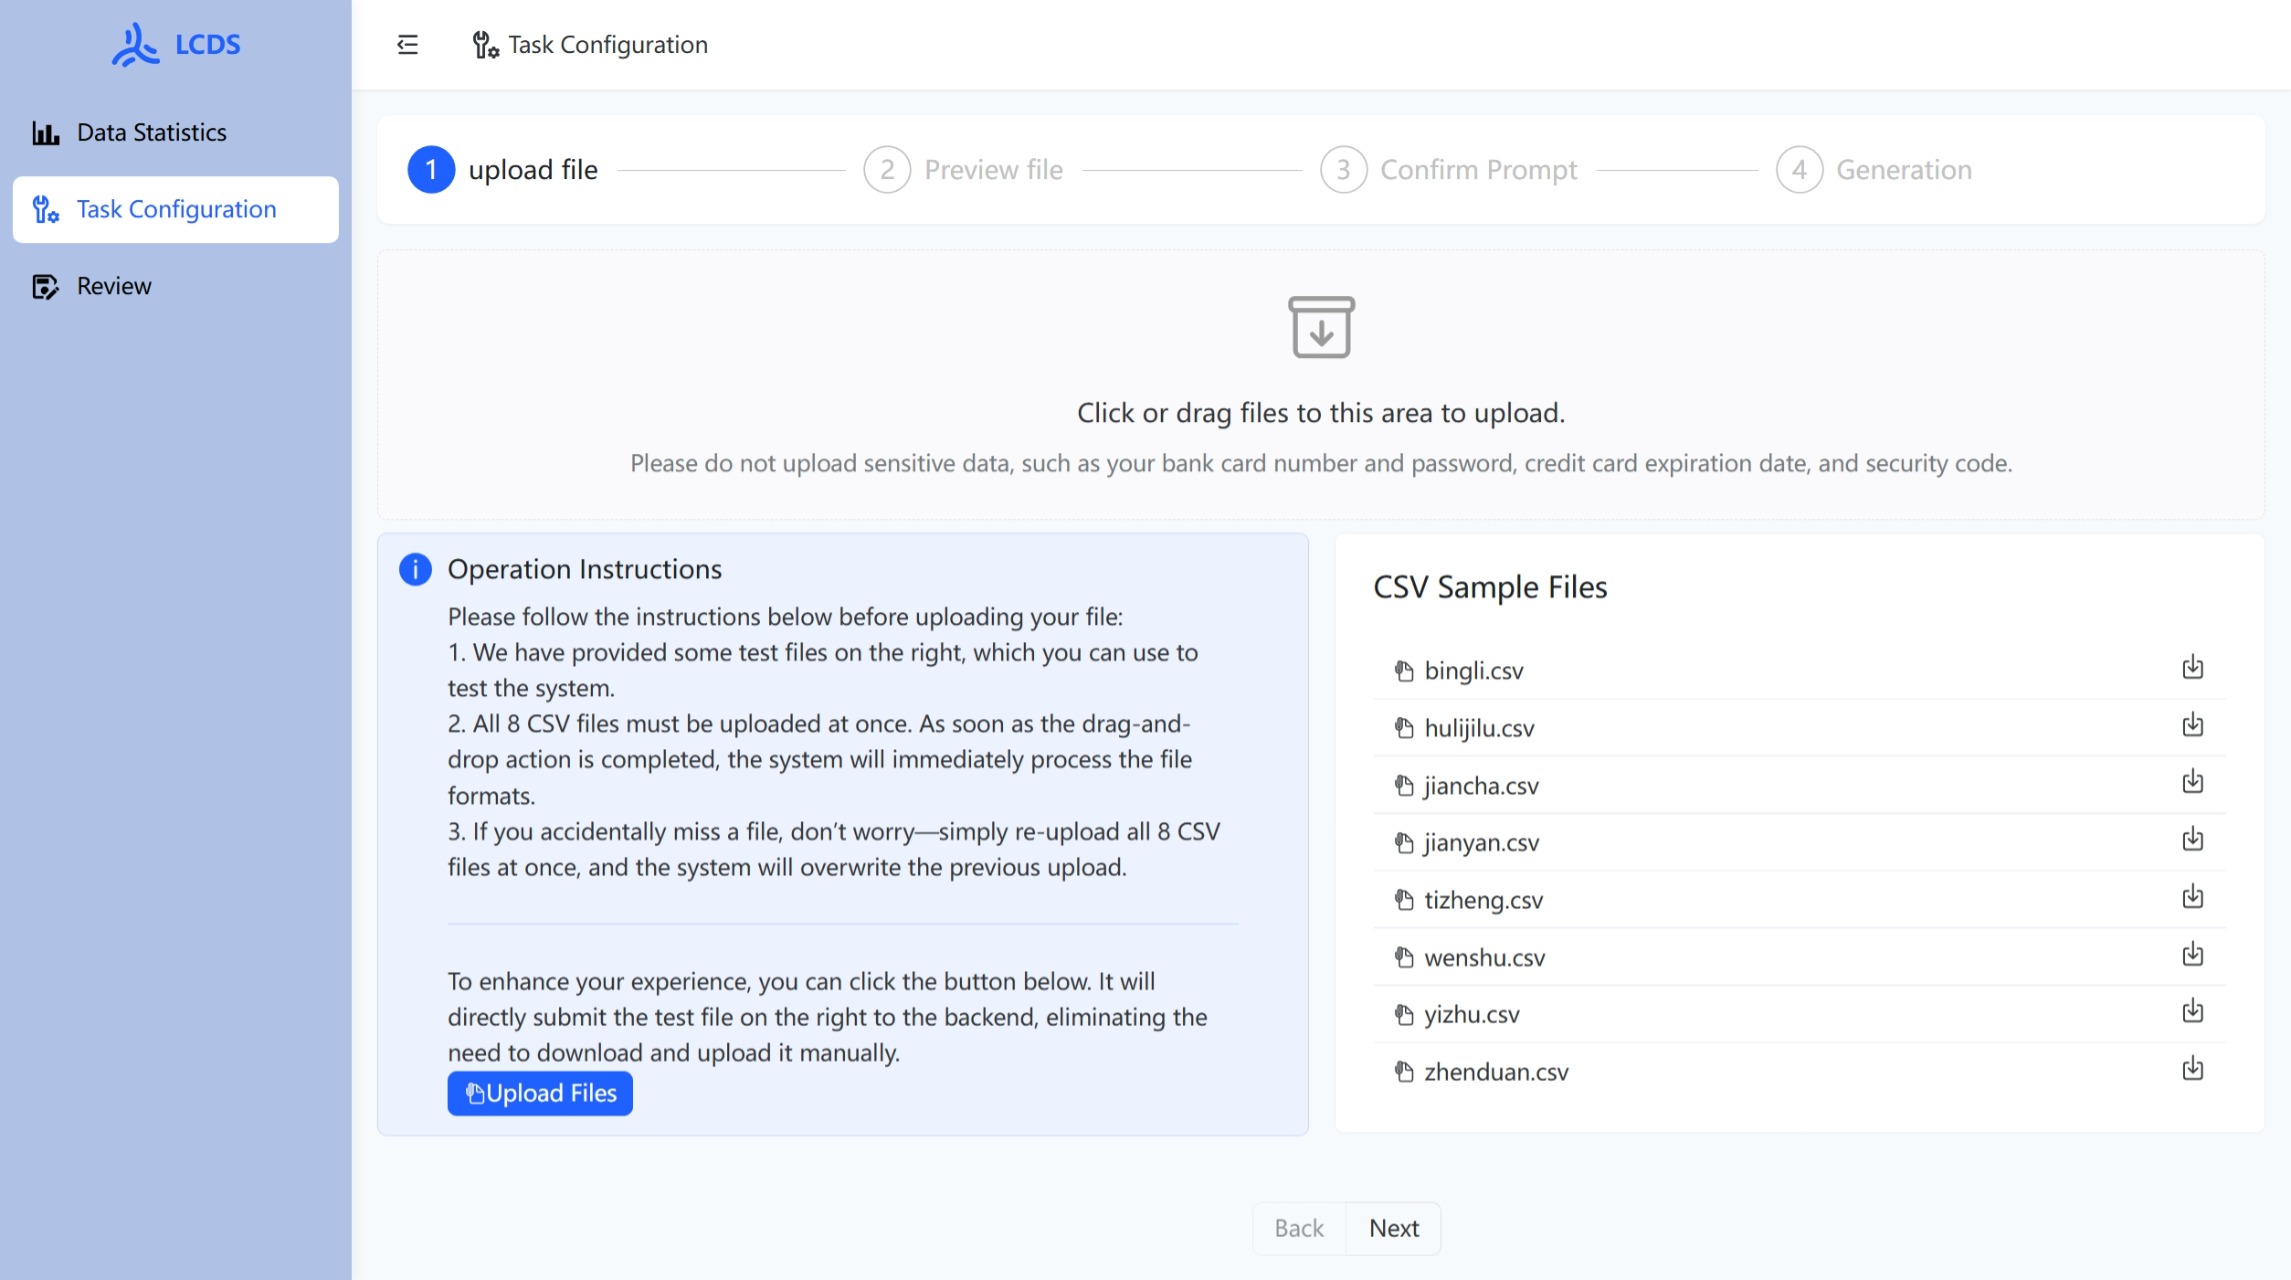 LCDS
Data Statistics
Task Configuration
Review
Task Configuration
1 upload file
2 Preview file
3 Confirm Prompt
4 Generation
Click or drag files to this area to upload.
Please do not upload sensitive data, such as your bank card number and password, credit card expiration date, and security code.
i Operation Instructions
Please follow the instructions below before uploading your file:
1. We have provided some test files on the right, which you can use to
test the system.
2. All 8 CSV files must be uploaded at once. As soon as the drag-and-
drop action is completed, the system will immediately process the file
formats.
3. If you accidentally miss a file, don’t worry—simply re-upload all 8 CSV
files at once, and the system will overwrite the previous upload.
To enhance your experience, you can click the button below. It will
directly submit the test file on the right to the backend, eliminating the
need to download and upload it manually.
Upload Files
CSV Sample Files
bingli.csv
hulijilu.csv
jiancha.csv
jianyan.csv
tizheng.csv
wenshu.csv
yizhu.csv
zhenduan.csv
Back
Next